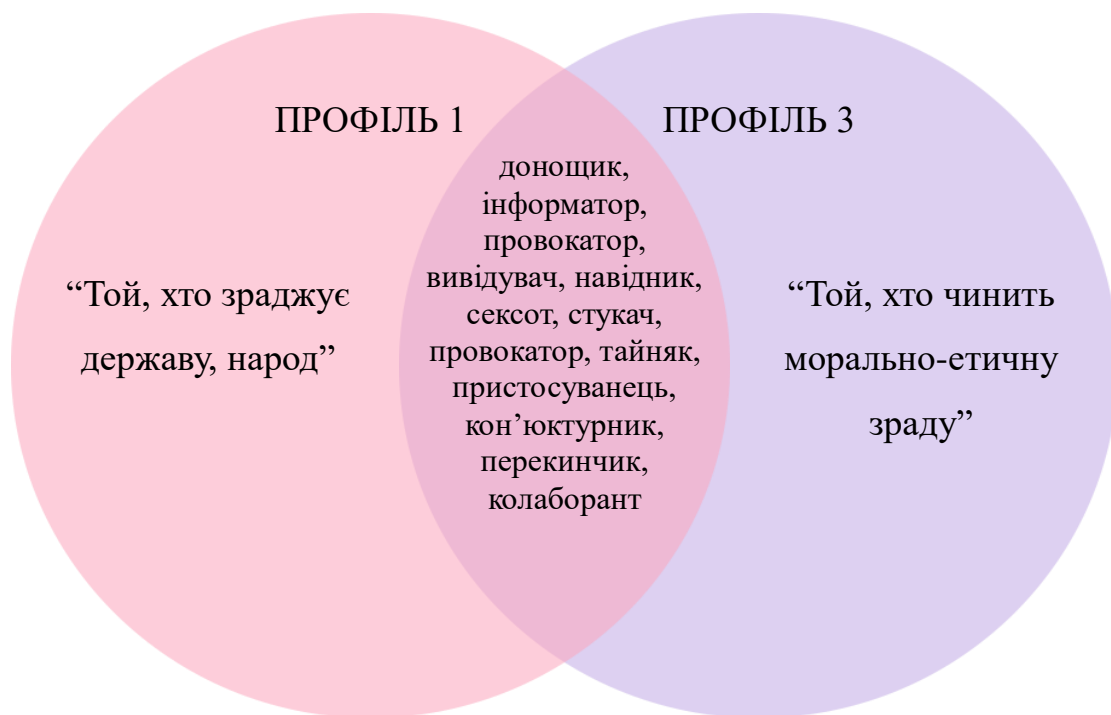 ПРОФІЛЬ 1
ПРОФІЛЬ 3
донощик,
інформатор,
провокатор,
вивідувач, навідник,
сексот, стукач,
провокатор, тайняк,
пристосуванець,
кон’юктурник,
перекинчик,
колаборант
“Той, хто зраджує
державу, народ”
“Той, хто чинить
морально-етичну
зраду”